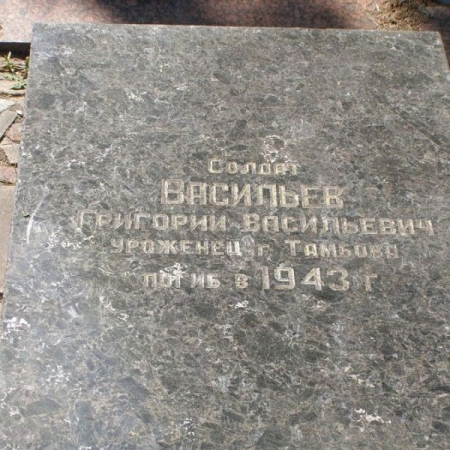 Солдат
ВАСИЛЬЕВ
ГРИГОРИЙ ВАСИЛЬЕВИЧ
УРОЖЕНЕЦ г. ТАМБОВА
ПОГИБ В 1943 Г